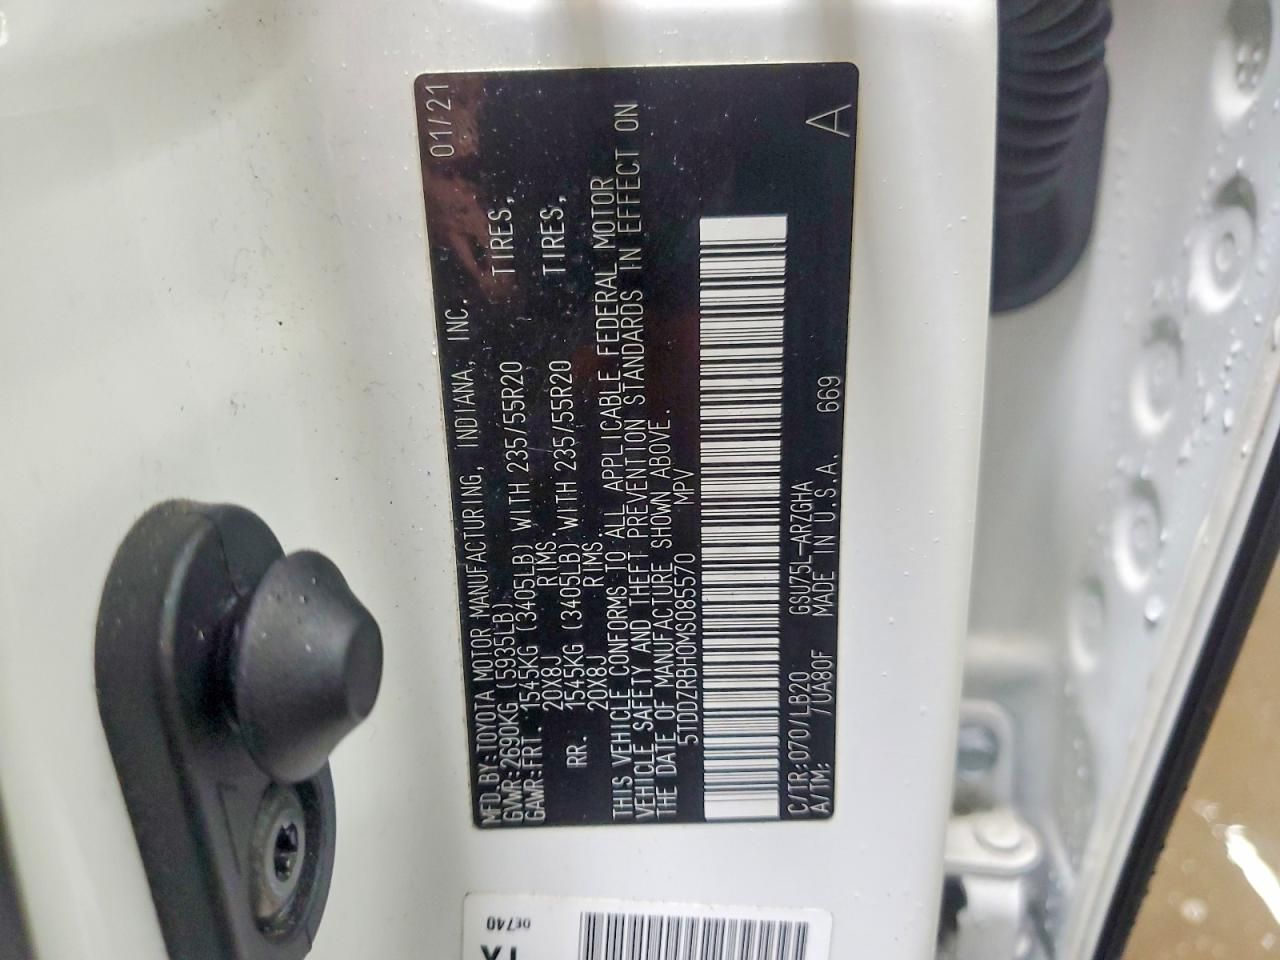 MFD.BY:TOYOTA MOTOR MANUFACTURING, INDIANA, INC. 01/21
GVWR:2690KG (5935LB)
GAWR:FRT. 1545KG (3405LB) WITH 235/55R20 TIRES,
20X8J RIMS.
RR. 1545KG (3405LB) WITH 235/55R20 TIRES,
20X8J RIMS.
THIS VEHICLE CONFORMS TO ALL APPLICABLE FEDERAL MOTOR
VEHICLE SAFETY AND THEFT PREVENTION STANDARDS IN EFFECT ON
THE DATE OF MANUFACTURE SHOWN ABOVE.
5TDDZRBH0MS085570 MPV
C/TR:070/LB20 GSU75L-ARZGHA 669 A
A/TM: /UA80F MADE IN U.S.A.
0E740